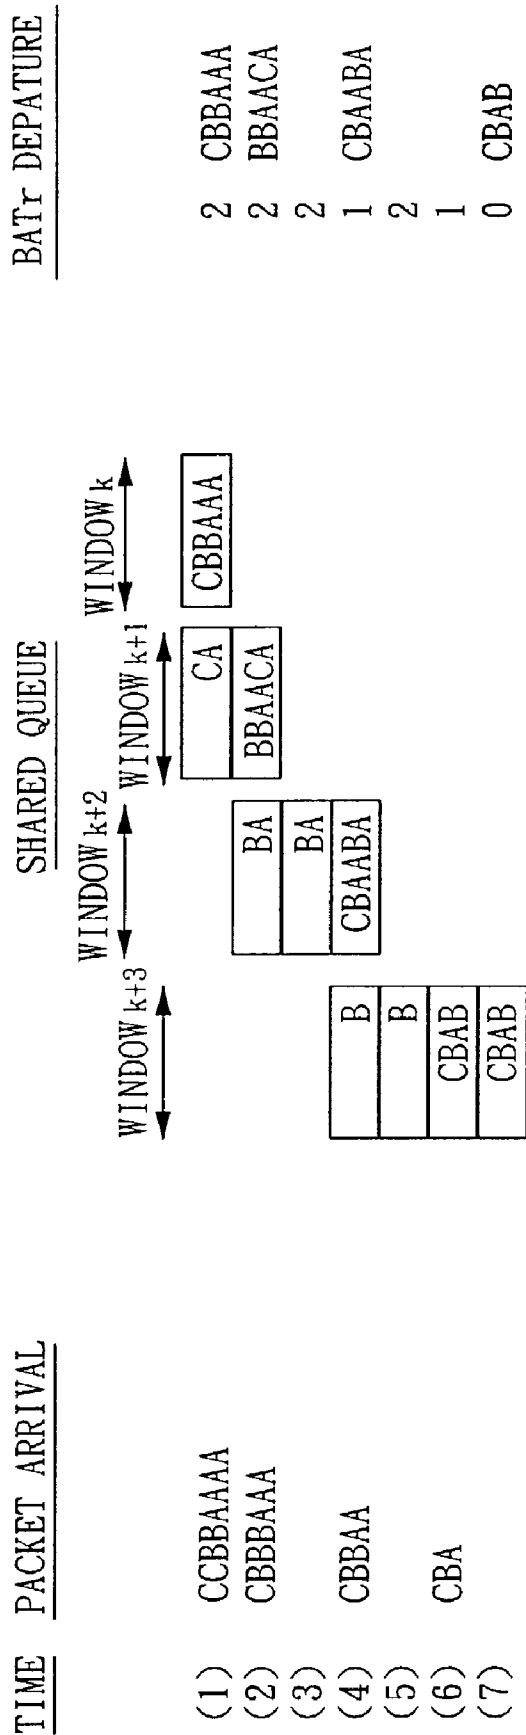 TIME PACKET ARRIVAL SHARED QUEUE BATr DEPATURE
WINDOW k+3 WINDOW k+2 WINDOW k+1 WINDOW k
(1) CCBBAAAA CA CBBAAA 2 CBBAAA
(2) CBBBAAA BA BBAACA 2 BBAACA
(3) BA 2
(4) CBBAA B CBAABA 1 CBAABA
(5) B 2
(6) CBA CBAB 1
(7) CBAB 0 CBAB